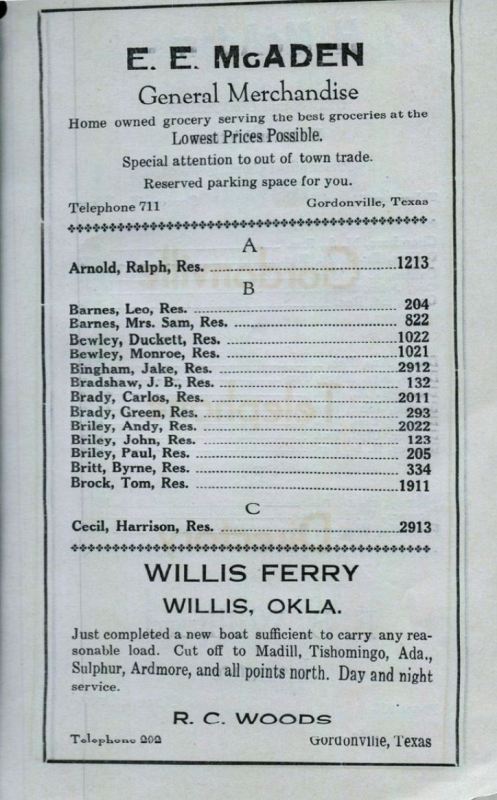 E. E. McADEN
General Merchandise
Home owned grocery serving the best groceries at the
Lowest Prices Possible.
Special attention to out of town trade.
Reserved parking space for you.
Telephone 711 Gordonville, Texas
A
Arnold, Ralph, Res. 1213
B
Barnes, Leo, Res. 204
Barnes, Mrs. Sam, Res. 822
Bewley, Duckett, Res. 1022
Bewley, Monroe, Res. 1021
Bingham, Jake, Res. 2912
Bradshaw, J. B., Res. 132
Brady, Carlos, Res. 2011
Brady, Green, Res. 293
Briley, Andy, Res. 2022
Briley, John, Res. 123
Briley, Paul, Res. 205
Britt, Byrne, Res. 334
Brock, Tom, Res. 1911
C
Cecil, Harrison, Res. 2913
WILLIS FERRY
WILLIS, OKLA.
Just completed a new boat sufficient to carry any rea-
sonable load. Cut off to Madill, Tishomingo, Ada.,
Sulphur, Ardmore, and all points north. Day and night
service.
R. C. WOODS
Telephone 292 Gordonville, Texas